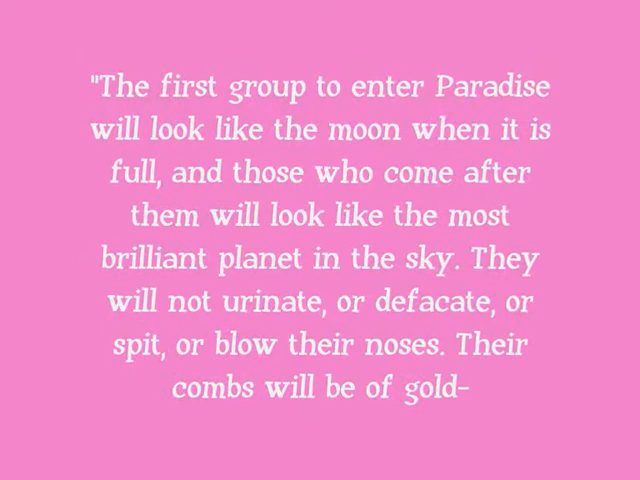 "The first group to enter Paradise
will look like the moon when it is
full, and those who come after
them will look like the most
brilliant planet in the sky. They
will not urinate, or defacate, or
spit, or blow their noses. Their
combs will be of gold-